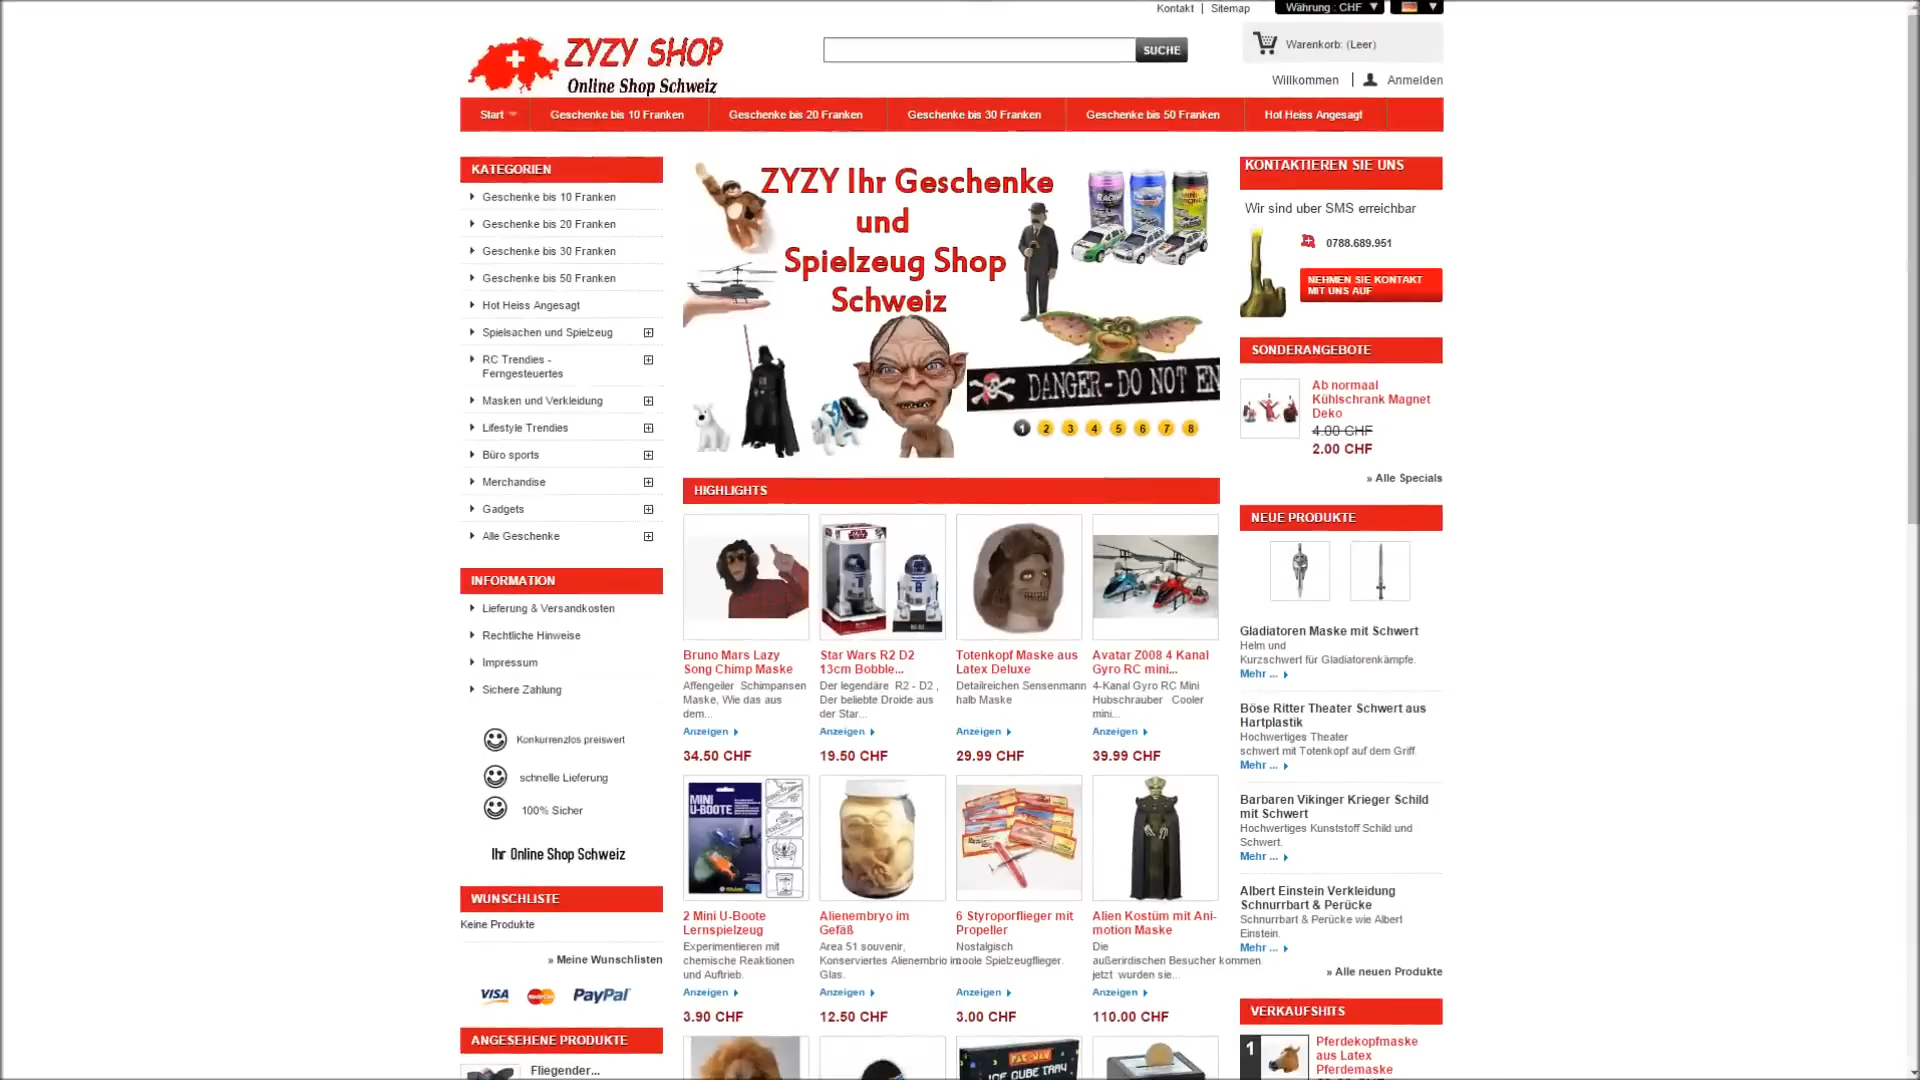 Kontakt | Sitemap
Währung : CHF
ZYZY SHOP
Online Shop Schweiz
SUCHE
Warenkorb: (Leer)
Willkommen | Anmelden
Start
Geschenke bis 10 Franken
Geschenke bis 20 Franken
Geschenke bis 30 Franken
Geschenke bis 50 Franken
Hot Heiss Angesagt
KATEGORIEN
Geschenke bis 10 Franken
Geschenke bis 20 Franken
Geschenke bis 30 Franken
Geschenke bis 50 Franken
Hot Heiss Angesagt
Spielsachen und Spielzeug
RC Trendies -
Ferngesteuertes
Masken und Verkleidung
Lifestyle Trendies
Büro sports
Merchandise
Gadgets
Alle Geschenke
INFORMATION
Lieferung & Versandkosten
Rechtliche Hinweise
Impressum
Sichere Zahlung
Konkurrenzlos preiswert
schnelle Lieferung
100% Sicher
Ihr Online Shop Schweiz
WUNSCHLISTE
Keine Produkte
» Meine Wunschlisten
VISA MasterCard PayPal
ANGESEHENE PRODUKTE
Fliegender...
ZYZY Ihr Geschenke
und
Spielzeug Shop
Schweiz
DANGER - DO NOT EN
1 2 3 4 5 6 7 8
HIGHLIGHTS
Bruno Mars Lazy
Song Chimp Maske
Affengeiler Schimpansen
Maske, Wie das aus
dem...
Anzeigen
34.50 CHF
Star Wars R2 D2
13cm Bobble...
Der legendäre R2 - D2 ,
Der beliebte Droide aus
der Star...
Anzeigen
19.50 CHF
Totenkopf Maske aus
Latex Deluxe
Detailreichen Sensenmann
halb Maske
Anzeigen
29.99 CHF
Avatar Z008 4 Kanal
Gyro RC mini...
4-Kanal Gyro RC Mini
Hubschrauber Cooler
mini...
Anzeigen
39.99 CHF
MINI
U-BOOTE
2 Mini U-Boote
Lernspielzeug
Experimentieren mit
chemische Reaktionen
und Auftrieb.
Anzeigen
3.90 CHF
Alienembryo im
Gefäß
Area 51 souvenir,
Konserviertes Alienembrio im
Glas.
Anzeigen
12.50 CHF
6 Styroporflieger mit
Propeller
Nostalgisch
coole Spielzeugflieger.
Anzeigen
3.00 CHF
Alien Kostüm mit Ani-
motion Maske
Die
außerirdischen Besucher kommen
jetzt wurden sie...
Anzeigen
110.00 CHF
PAC-MAN
ICE CUBE TRAY
KONTAKTIEREN SIE UNS
Wir sind uber SMS erreichbar
0788.689.951
NEHMEN SIE KONTAKT
MIT UNS AUF
SONDERANGEBOTE
Ab normaal
Kühlschrank Magnet
Deko
4.00 CHF
2.00 CHF
» Alle Specials
NEUE PRODUKTE
Gladiatoren Maske mit Schwert
Helm und
Kurzschwert für Gladiatorenkämpfe.
Mehr ...
Böse Ritter Theater Schwert aus
Hartplastik
Hochwertiges Theater
schwert mit Totenkopf auf dem Griff.
Mehr ...
Barbaren Vikinger Krieger Schild
mit Schwert
Hochwertiges Kunststoff Schild und
Schwert.
Mehr ...
Albert Einstein Verkleidung
Schnurrbart & Perücke
Schnurrbart & Perücke wie Albert
Einstein.
Mehr ...
» Alle neuen Produkte
VERKAUFSHITS
1
Pferdekopfmaske
aus Latex
Pferdemaske